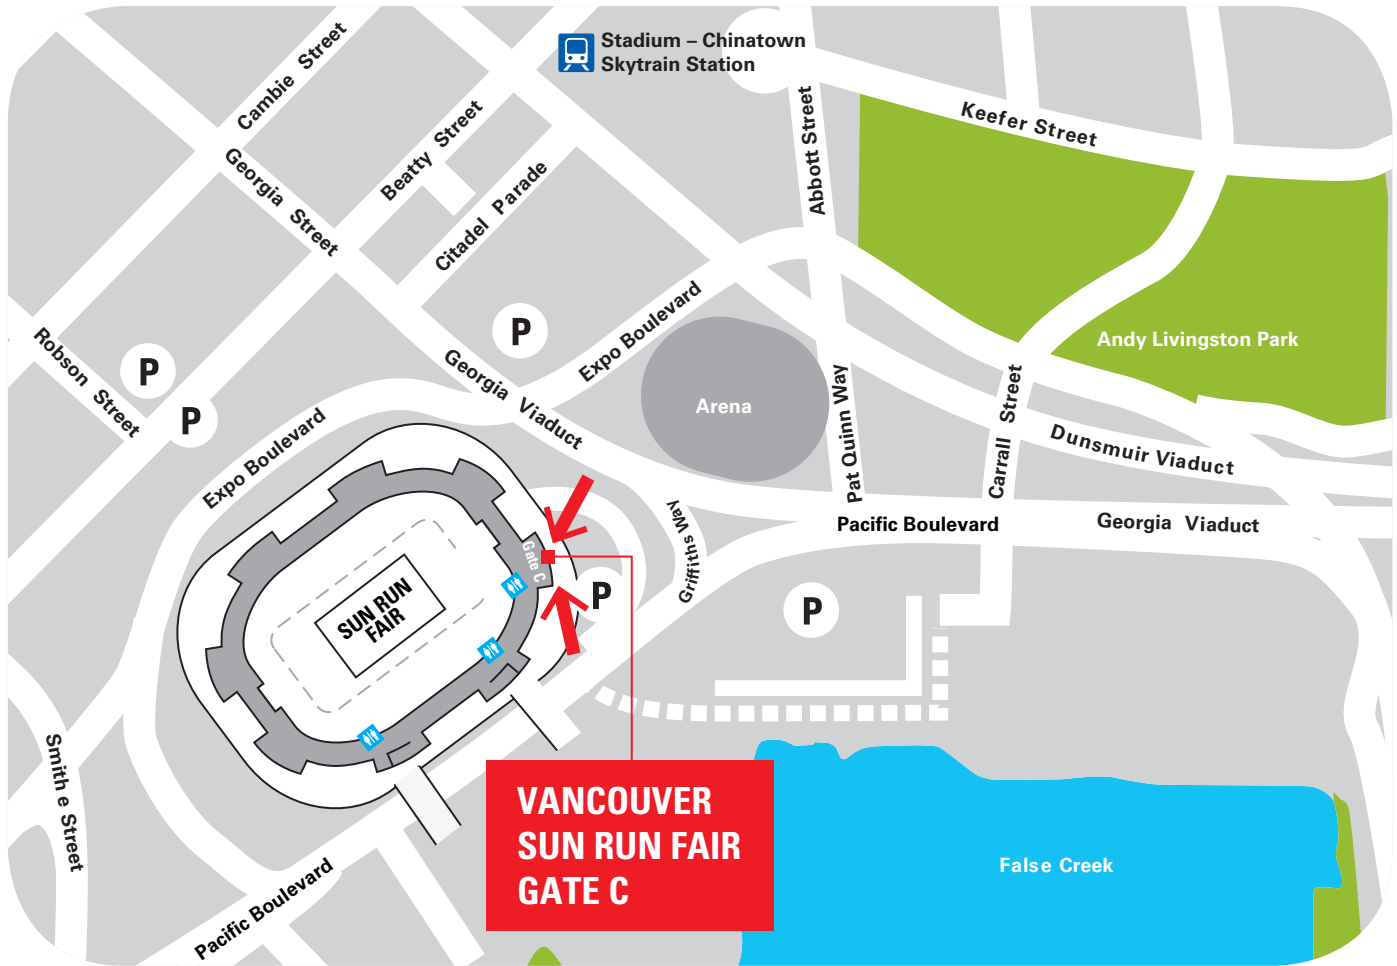 Stadium – Chinatown
Skytrain Station
Cambie Street
Beatty Street
Abbott Street
Keefer Street
Georgia Street
Citadel Parade
Robson Street
P
P
P
Expo Boulevard
Andy Livingston Park
Georgia Viaduct
Arena
Pat Quinn Way
Carrall Street
Expo Boulevard
Dunsmuir Viaduct
Griffiths Way
Pacific Boulevard
Georgia Viaduct
Gate C
P
P
SUN RUN
FAIR
Smith e Street
VANCOUVER
SUN RUN FAIR
GATE C
False Creek
Pacific Boulevard